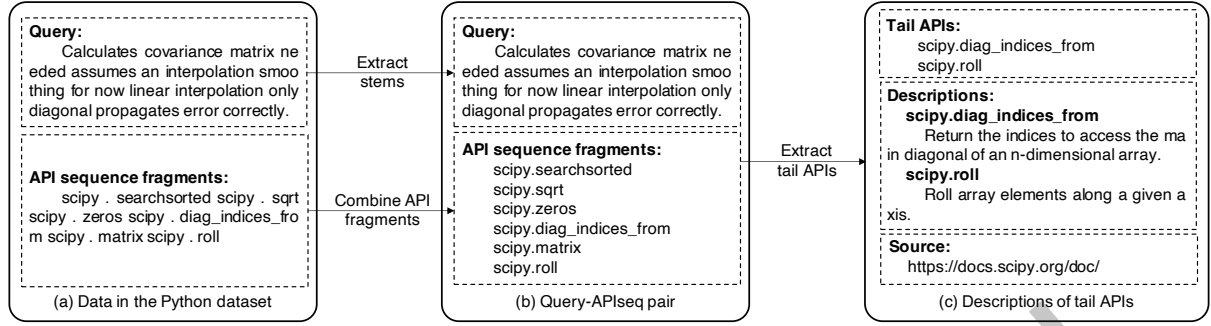 Query:
Calculates covariance matrix ne
eded assumes an interpolation smoo
thing for now linear interpolation only
diagonal propagates error correctly.
API sequence fragments:
scipy . searchsorted scipy . sqrt
scipy . zeros scipy . diag_indices_fro
m scipy . matrix scipy . roll
(a) Data in the Python dataset
Extract
stems
Combine API
fragments
Query:
Calculates covariance matrix ne
eded assumes an interpolation smoo
thing for now linear interpolation only
diagonal propagates error correctly.
API sequence fragments:
scipy.searchsorted
scipy.sqrt
scipy.zeros
scipy.diag_indices_from
scipy.matrix
scipy.roll
(b) Query-APIseq pair
Extract
tail APIs
Tail APIs:
scipy.diag_indices_from
scipy.roll
Descriptions:
scipy.diag_indices_from
Return the indices to access the ma
in diagonal of an n-dimensional array.
scipy.roll
Roll array elements along a given a
xis.
Source:
https://docs.scipy.org/doc/
(c) Descriptions of tail APIs